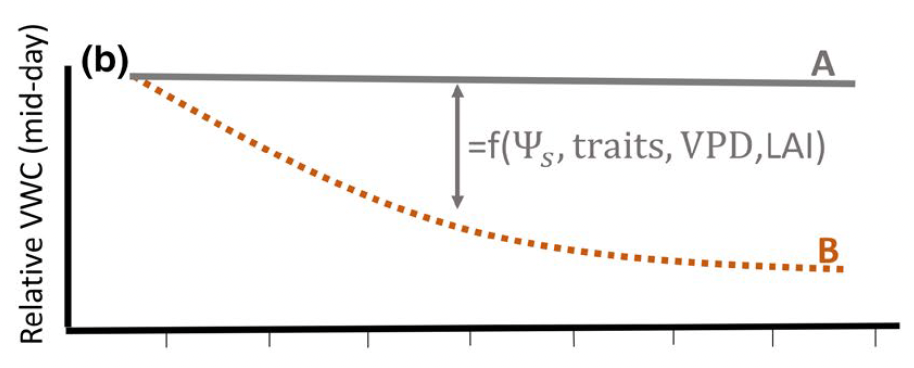 (b)
A
=f(Ψs, traits, VPD,LAI)
B
Relative VWC (mid-day)